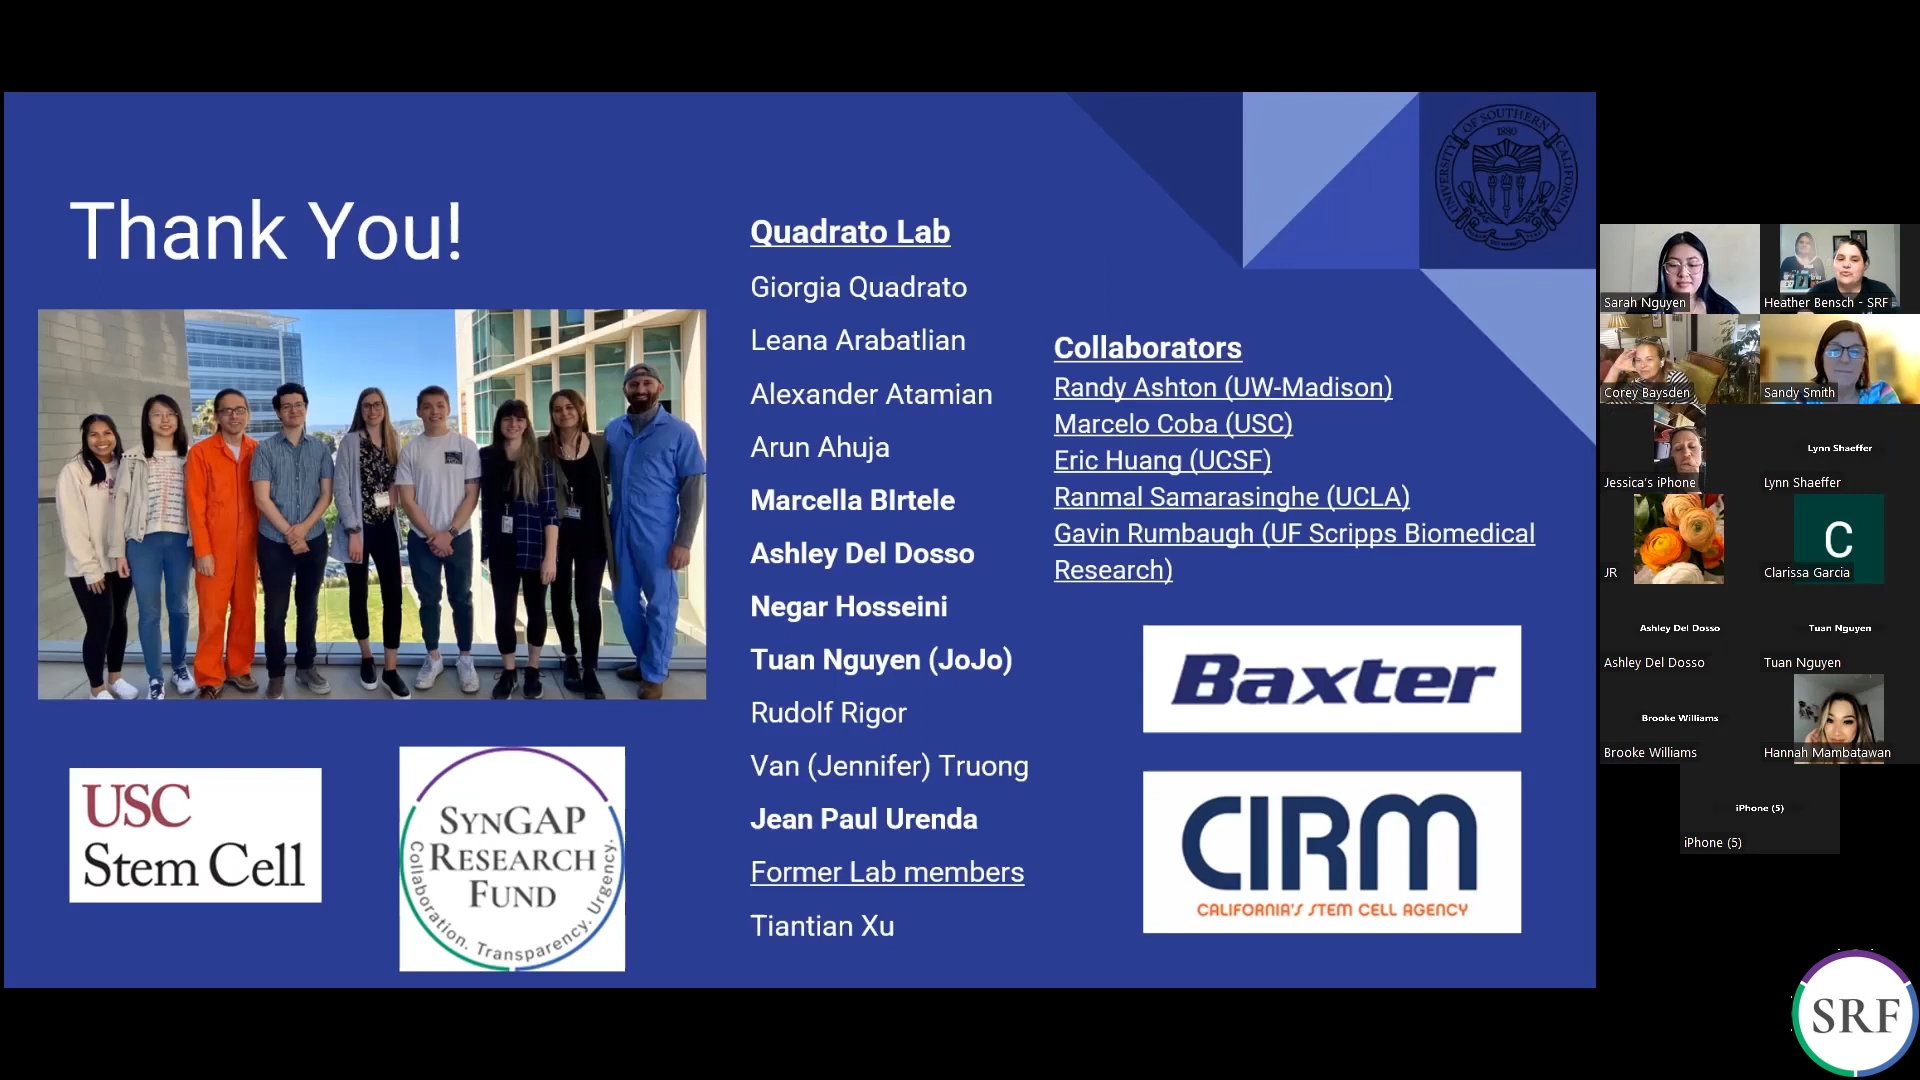 Thank You!
Quadrato Lab
Giorgia Quadrato
Leana Arabatlian
Alexander Atamian
Arun Ahuja
Marcella BIrtele
Ashley Del Dosso
Negar Hosseini
Tuan Nguyen (JoJo)
Rudolf Rigor
Van (Jennifer) Truong
Jean Paul Urenda
Former Lab members
Tiantian Xu
Collaborators
Randy Ashton (UW-Madison)
Marcelo Coba (USC)
Eric Huang (UCSF)
Ranmal Samarasinghe (UCLA)
Gavin Rumbaugh (UF Scripps Biomedical
Research)
USC
Stem Cell
SYNGAP
RESEARCH
FUND
Collaboration. Transparency. Urgency.
Baxter
CIRM
CALIFORNIA'S STEM CELL AGENCY
UNIVERSITY OF SOUTHERN CALIFORNIA
1880
Sarah Nguyen
Heather Bensch - SRF
Corey Baysden
Sandy Smith
Jessica's iPhone
Lynn Shaeffer
Lynn Shaeffer
JR
C
Clarissa Garcia
Ashley Del Dosso
Ashley Del Dosso
Tuan Nguyen
Tuan Nguyen
Brooke Williams
Brooke Williams
Hannah Mambatawan
iPhone (5)
iPhone (5)
SRF